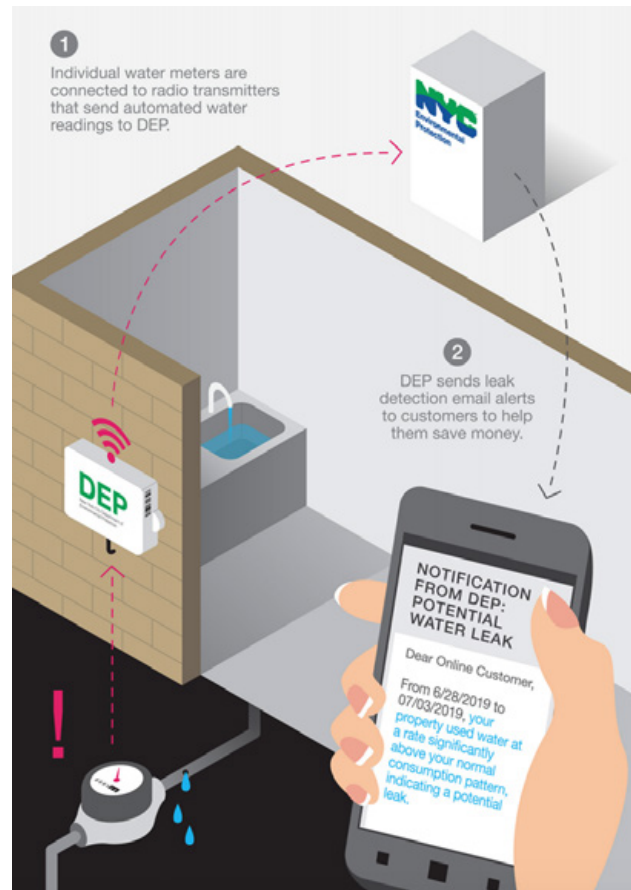 1
Individual water meters are
connected to radio transmitters
that send automated water
readings to DEP.
NYC
Environmental
Protection
2
DEP sends leak
detection email alerts
to customers to help
them save money.
DEP
!
NOTIFICATION
FROM DEP:
POTENTIAL
WATER LEAK
Dear Online Customer,
From 6/28/2019 to
07/03/2019, your
property used water at
a rate significantly
above your normal
consumption pattern,
indicating a potential
leak.